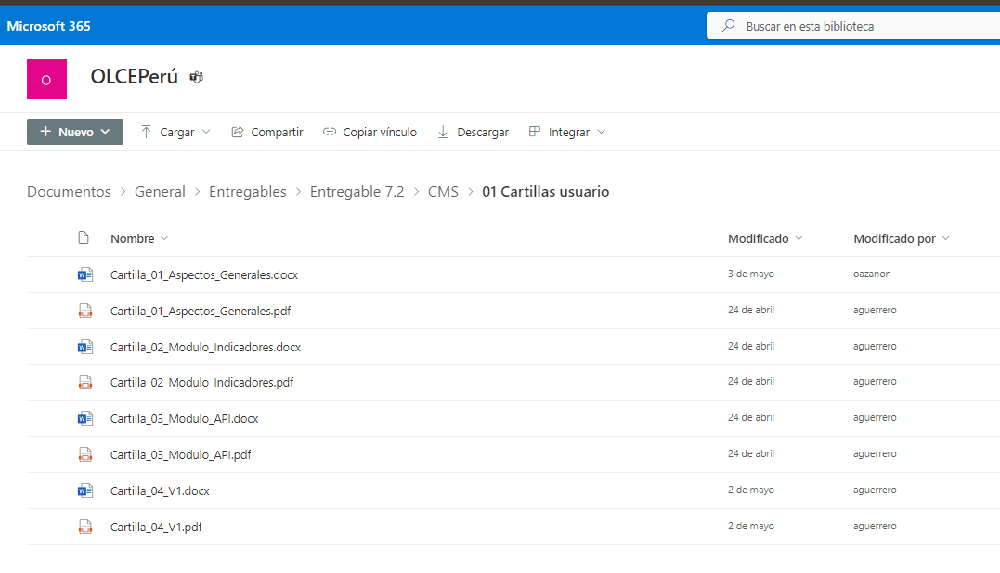 Microsoft 365
Buscar en esta biblioteca
O
OLCEPerú
Nuevo
Cargar
Compartir
Copiar vínculo
Descargar
Integrar
Documentos > General > Entregables > Entregable 7.2 > CMS > 01 Cartillas usuario
Nombre Modificado Modificado por
Cartilla_01_Aspectos_Generales.docx 3 de mayo oazanon
Cartilla_01_Aspectos_Generales.pdf 24 de abril aguerrero
Cartilla_02_Modulo_Indicadores.docx 24 de abril aguerrero
Cartilla_02_Modulo_Indicadores.pdf 24 de abril aguerrero
Cartilla_03_Modulo_API.docx 24 de abril aguerrero
Cartilla_03_Modulo_API.pdf 24 de abril aguerrero
Cartilla_04_V1.docx 2 de mayo aguerrero
Cartilla_04_V1.pdf 2 de mayo aguerrero